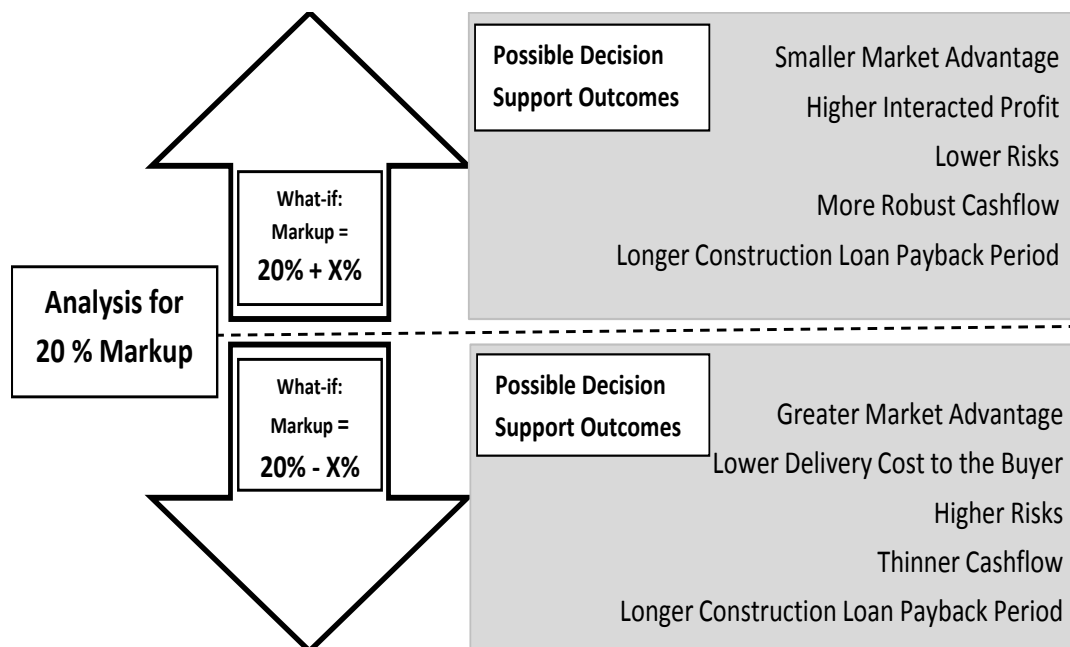 Possible Decision
Support Outcomes
Smaller Market Advantage
Higher Interacted Profit
Lower Risks
More Robust Cashflow
Longer Construction Loan Payback Period
What-if:
Markup =
20% + X%
Analysis for
20 % Markup
What-if:
Markup =
20% - X%
Possible Decision
Support Outcomes
Greater Market Advantage
Lower Delivery Cost to the Buyer
Higher Risks
Thinner Cashflow
Longer Construction Loan Payback Period